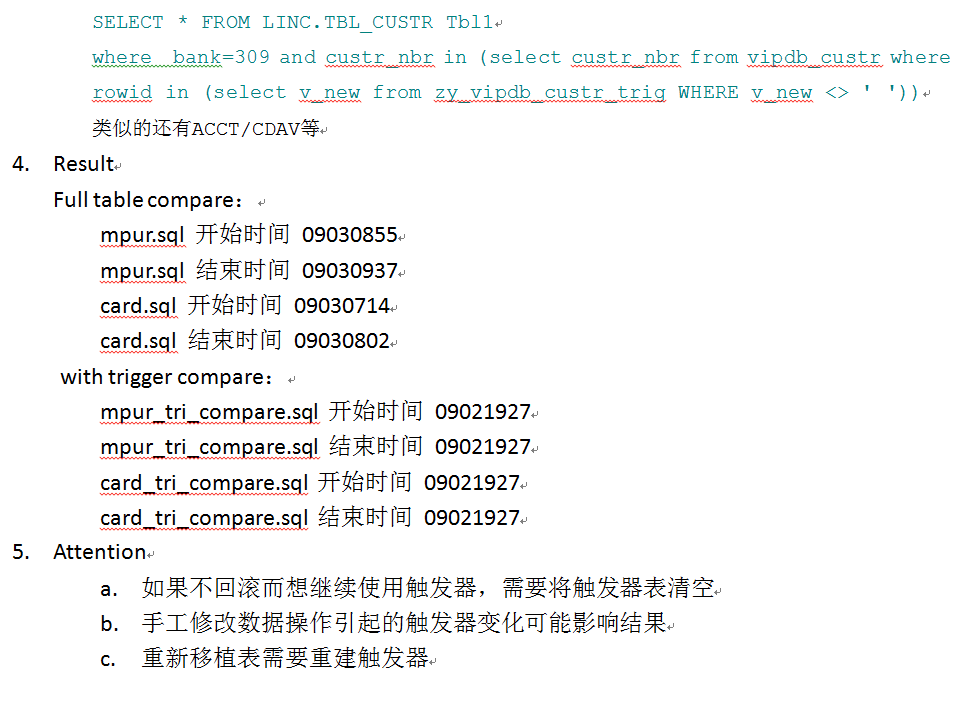 SELECT * FROM LINC.TBL_CUSTR Tbl1
where  bank=309 and custr_nbr in (select custr_nbr from vipdb_custr where
rowid in (select v_new from zy_vipdb_custr_trig WHERE v_new <> ' '))
类似的还有ACCT/CDAV等
4. Result
Full table compare：
mpur.sql 开始时间 09030855
mpur.sql 结束时间 09030937
card.sql 开始时间 09030714
card.sql 结束时间 09030802
with trigger compare：
mpur_tri_compare.sql 开始时间 09021927
mpur_tri_compare.sql 结束时间 09021927
card_tri_compare.sql 开始时间 09021927
card_tri_compare.sql 结束时间 09021927
5. Attention
a. 如果不回滚而想继续使用触发器，需要将触发器表清空
b. 手工修改数据操作引起的触发器变化可能影响结果
c. 重新移植表需要重建触发器